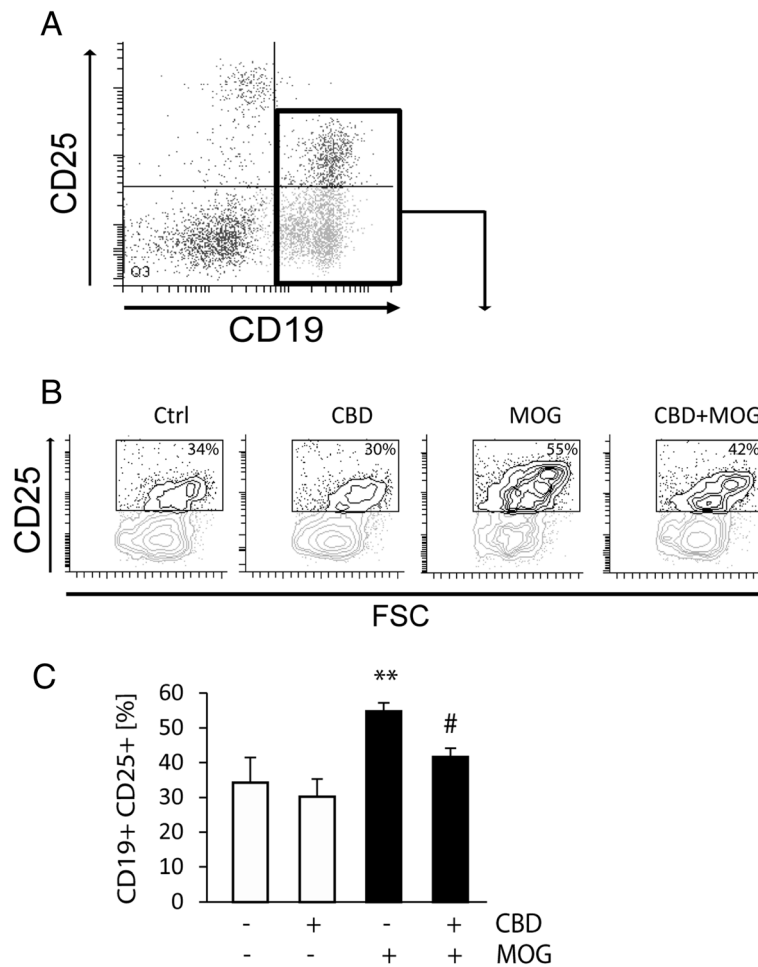 A
CD25
Q3
CD19
B
Ctrl CBD MOG CBD+MOG
34% 30% 55% 42%
CD25
FSC
C
**
#
CD19+ CD25+ [%]
60
50
40
30
20
10
0
- + - + CBD
- - + + MOG